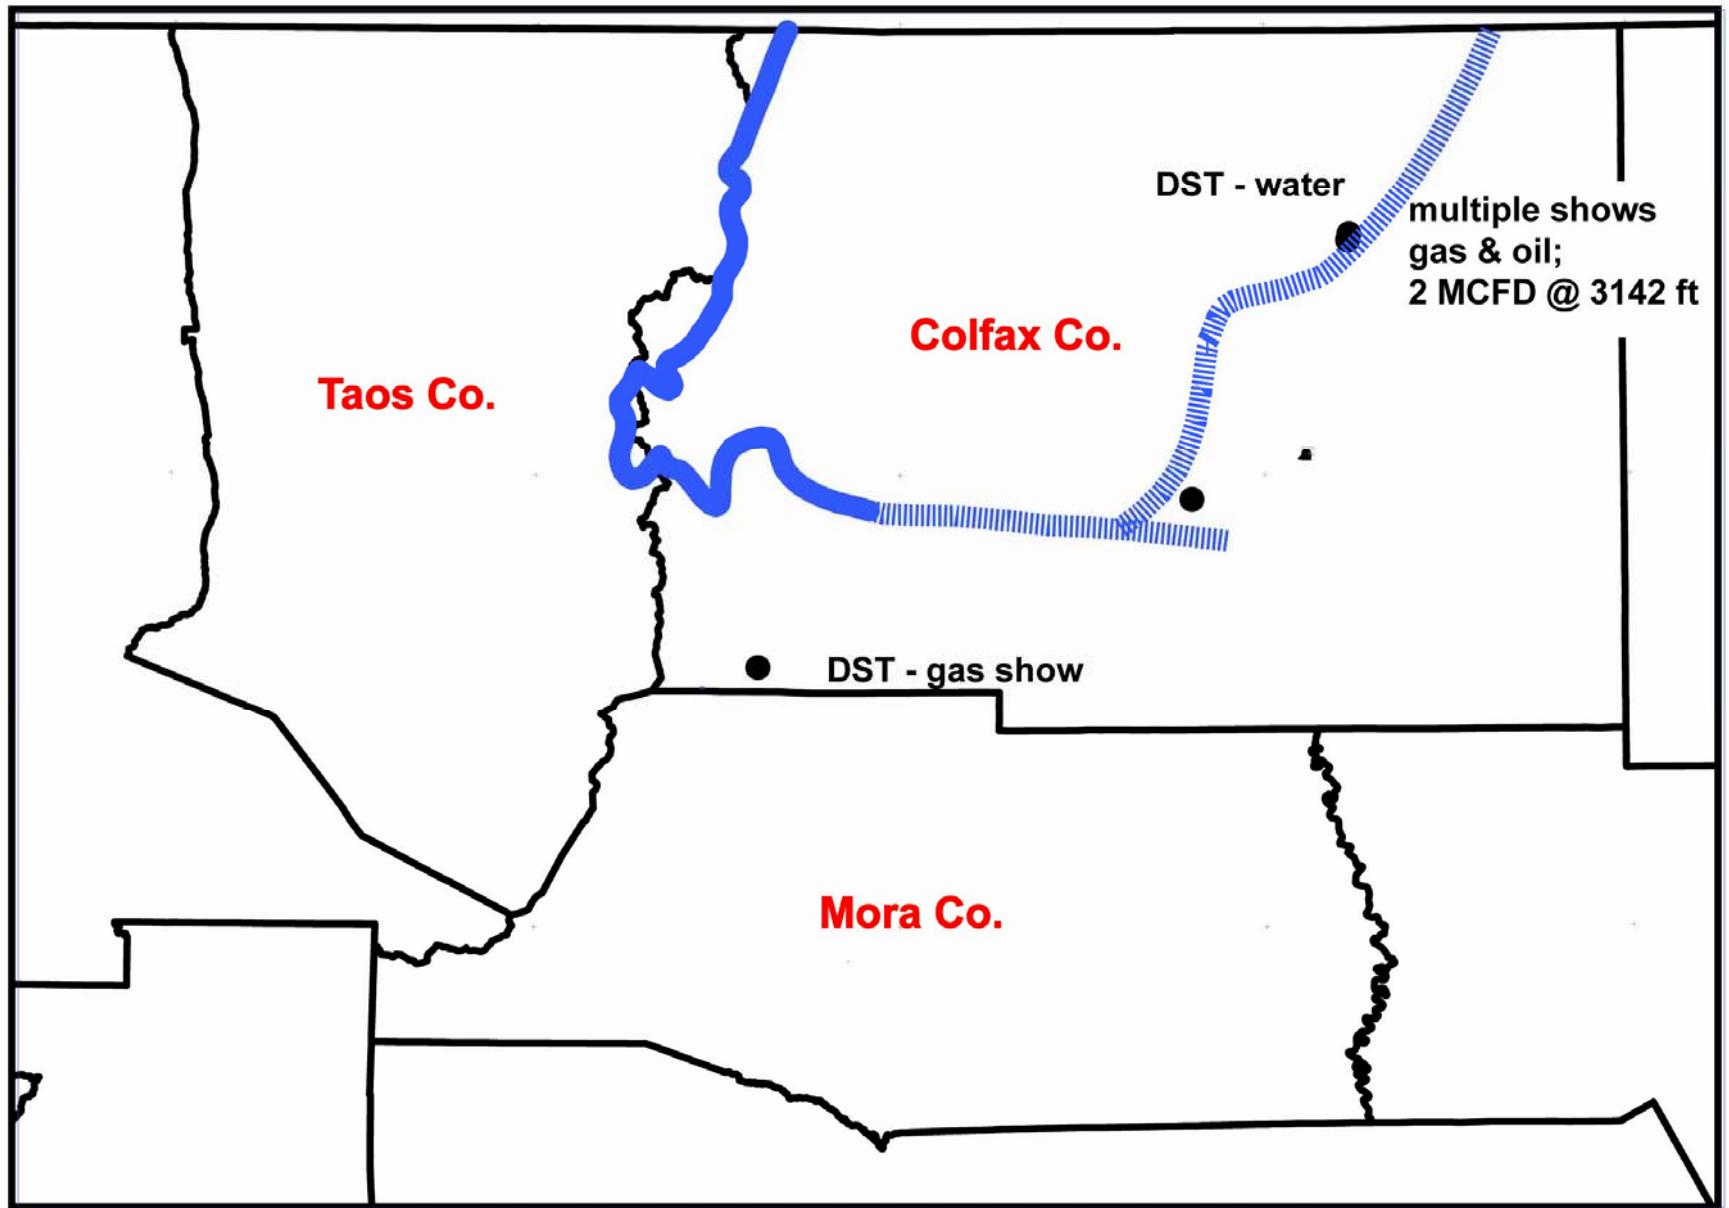 DST - water
multiple shows
gas & oil;
2 MCFD @ 3142 ft
Colfax Co.
Taos Co.
DST - gas show
Mora Co.